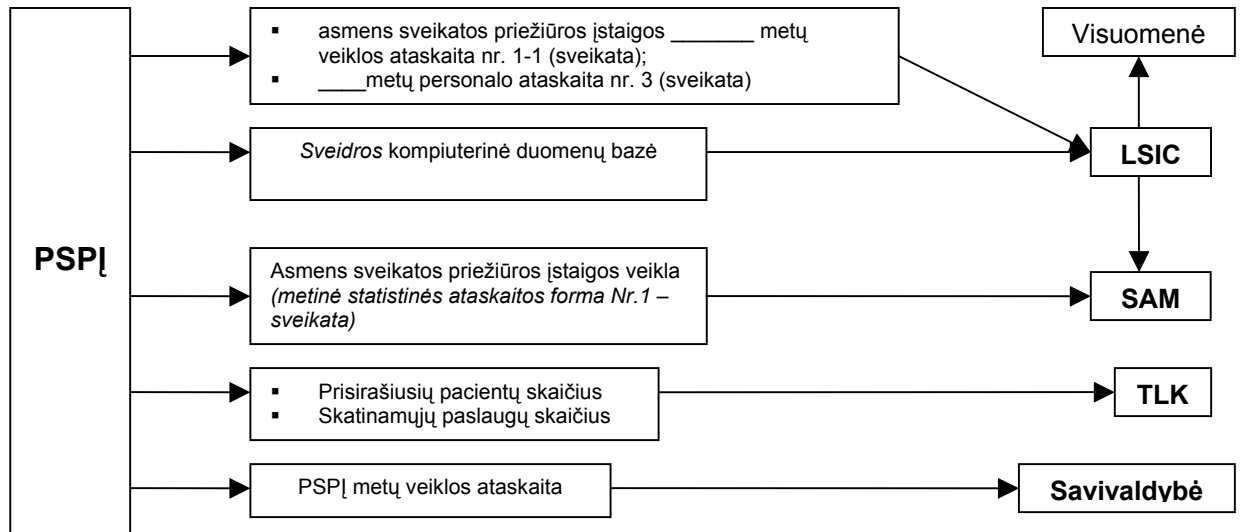 PSPĮ
▪ asmens sveikatos priežiūros įstaigos _______ metų
veiklos ataskaita nr. 1-1 (sveikata);
▪ ____metų personalo ataskaita nr. 3 (sveikata)
Visuomenė
Sveidros kompiuterinė duomenų bazė
LSIC
Asmens sveikatos priežiūros įstaigos veikla
(metinė statistinės ataskaitos forma Nr.1 –
sveikata)
SAM
▪ Prisirašiusių pacientų skaičius
▪ Skatinamųjų paslaugų skaičius
TLK
PSPĮ metų veiklos ataskaita
Savivaldybė